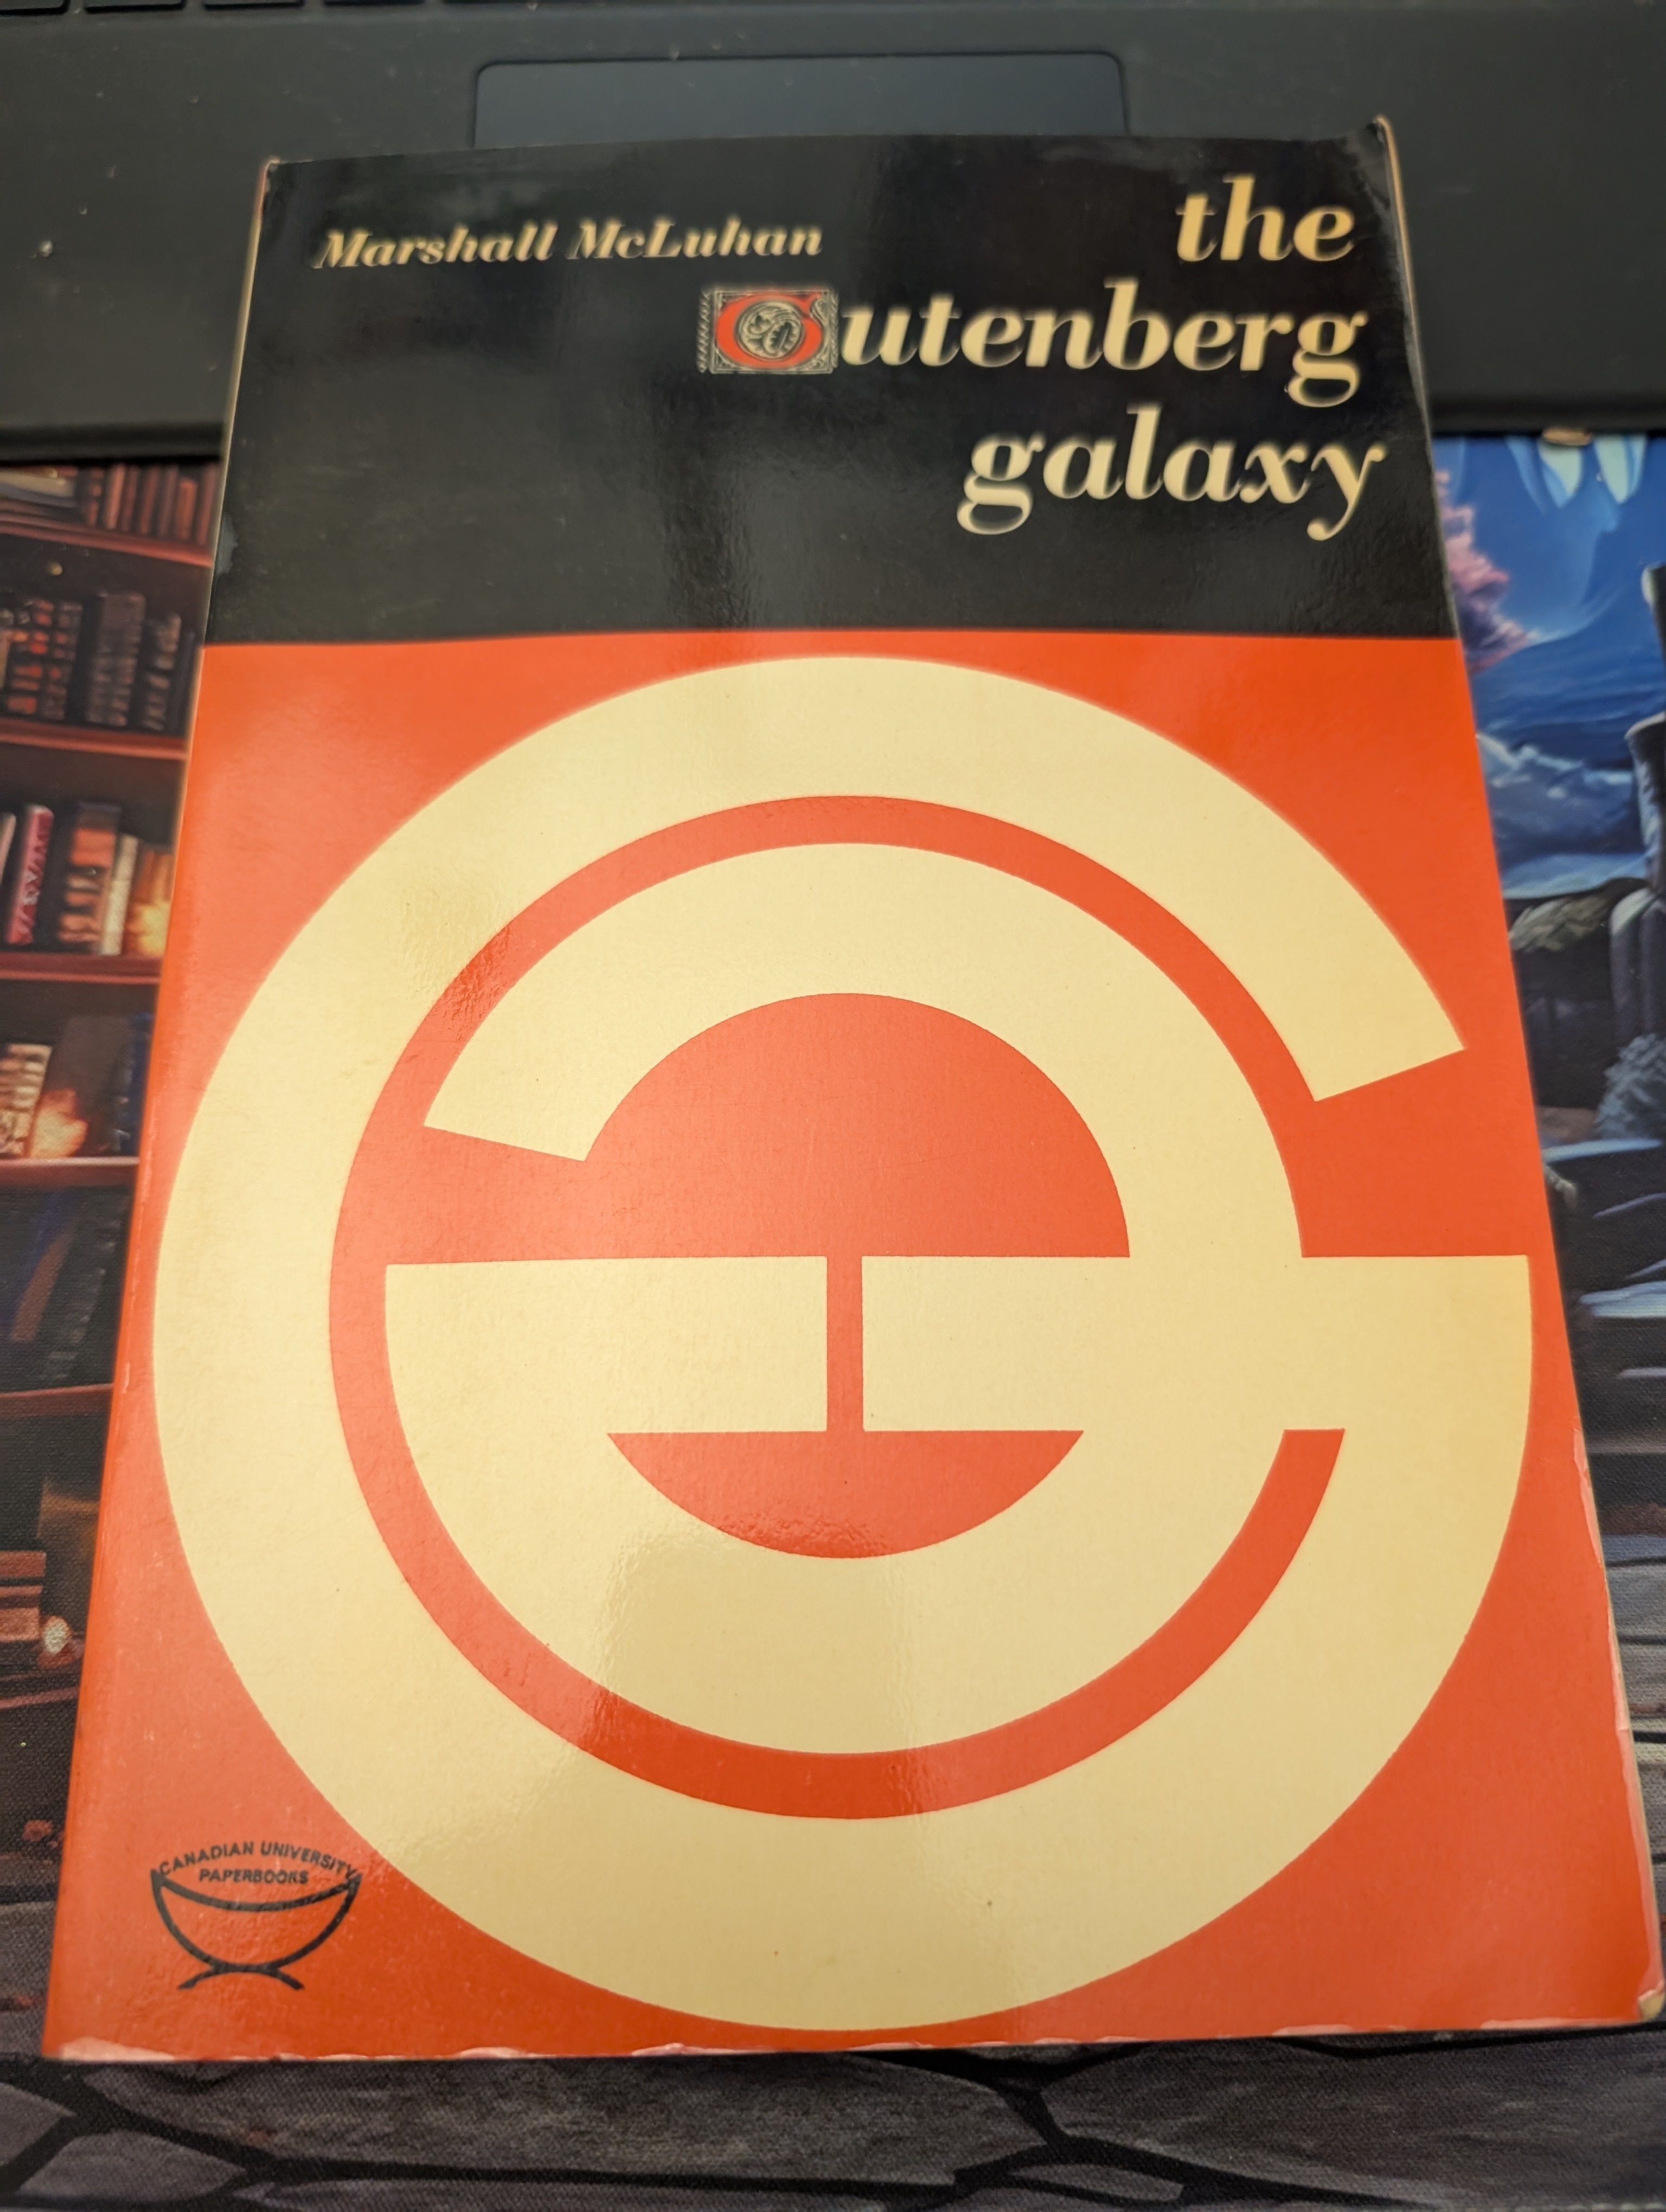 Marshall McLuhan
the
Gutenberg
galaxy
CANADIAN UNIVERSITY
PAPERBOOKS